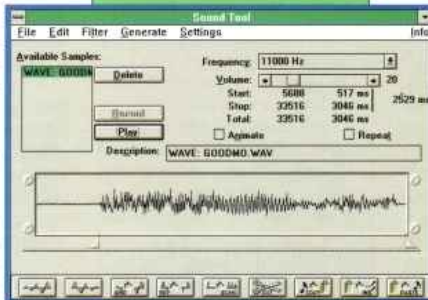 Sound Tool
File Edit Filter Generate Settings Info
Available Samples:
WAVE: GOODM
Delete
Record
Play
Frequency: 11000 Hz
Volume: 20
Start: 5688 517 ms
Stop: 33516 3046 ms
Total: 33516 3046 ms
2529 ms
Animate Repeat
Description: WAVE: GOODMO.WAV